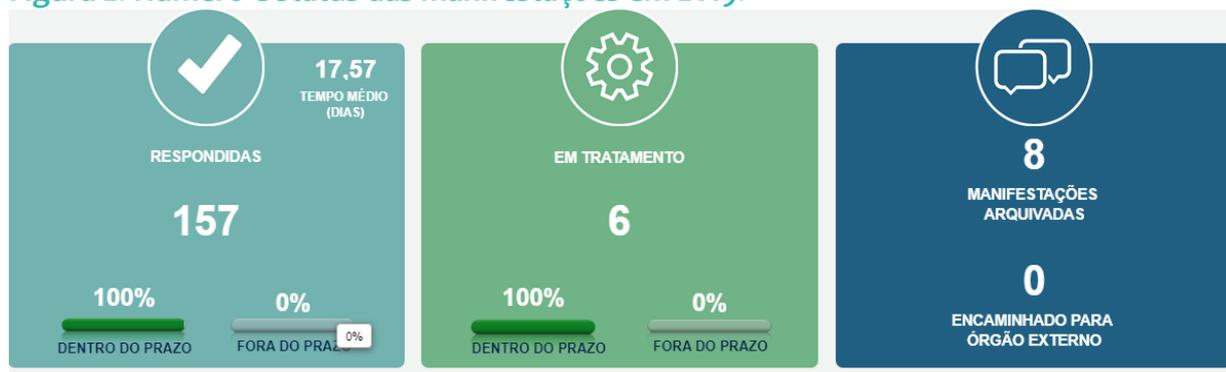 17,57
TEMPO MÉDIO
(DIAS)
RESPONDIDAS
157
100%
DENTRO DO PRAZO
0%
FORA DO PRAZO
0%
EM TRATAMENTO
6
100%
DENTRO DO PRAZO
0%
FORA DO PRAZO
8
MANIFESTAÇÕES
ARQUIVADAS
0
ENCAMINHADO PARA
ÓRGÃO EXTERNO